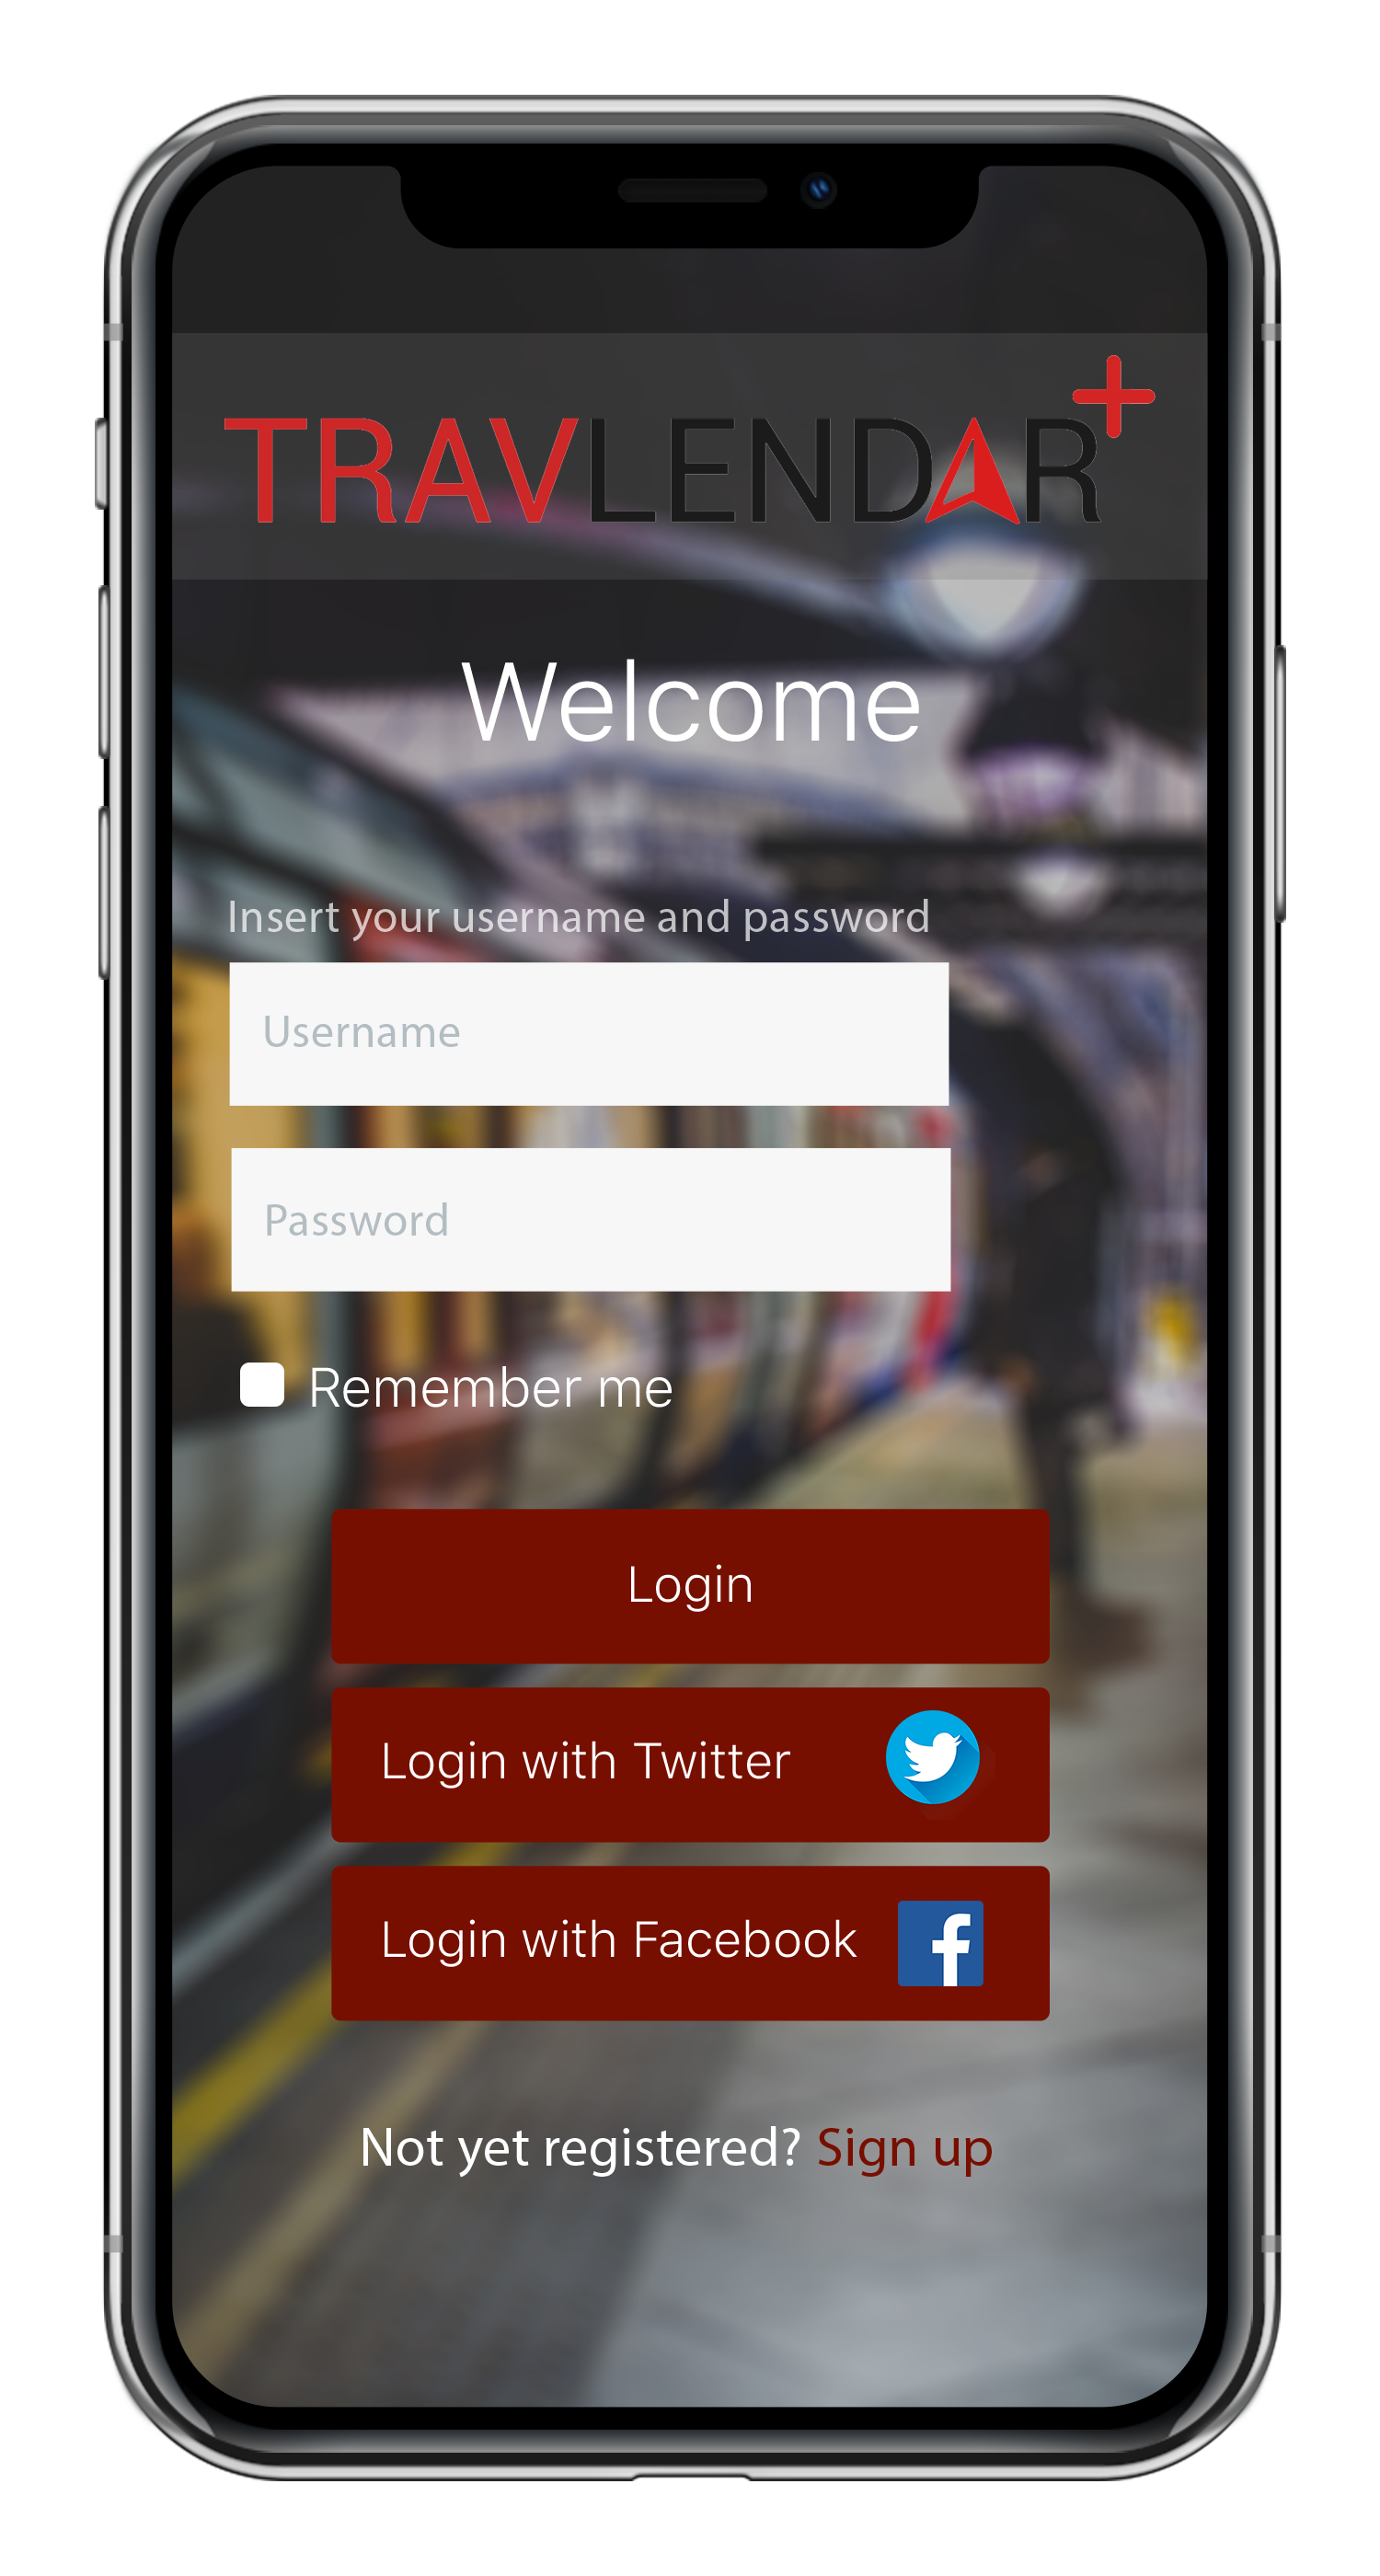 TRAVLENDAR+
Welcome
Insert your username and password
Username
Password
Remember me
Login
Login with Twitter
Login with Facebook
Not yet registered? Sign up